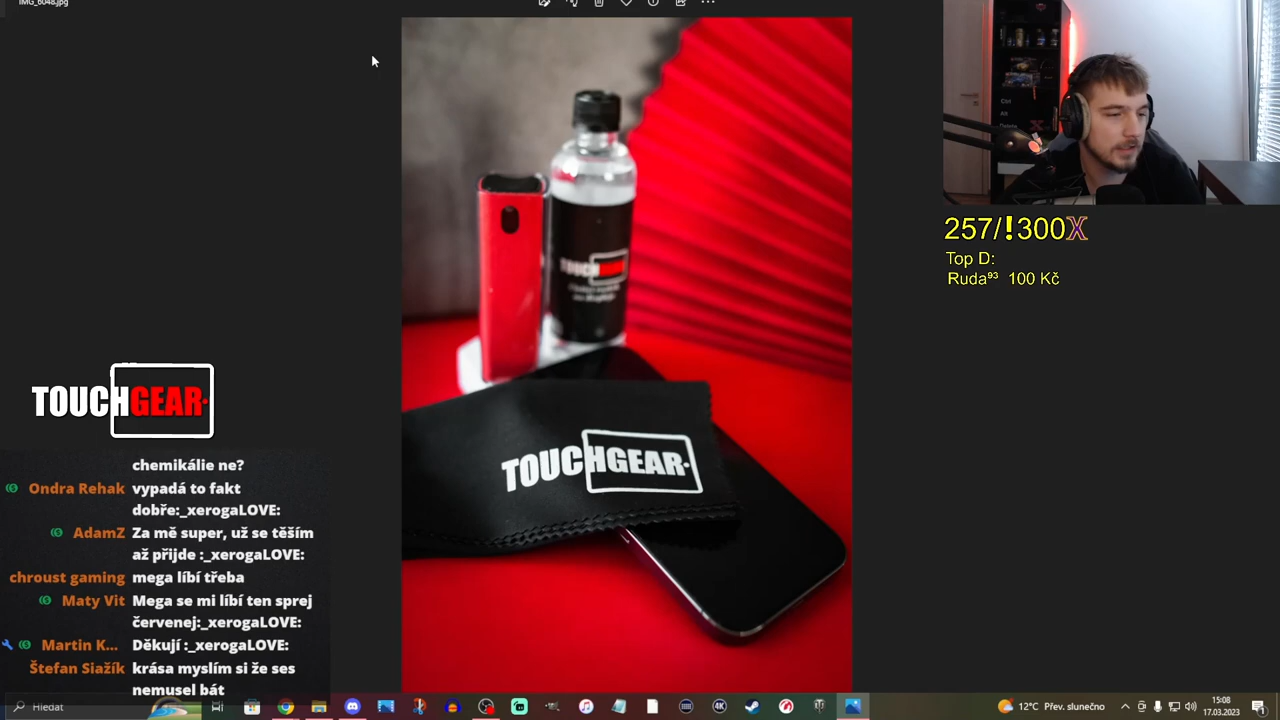 IMG_6048.jpg
TOUCHGEAR
257/!300X
Top D:
Ruda⁹³ 100 Kč
TOUCHGEAR
TOUCHGEAR
chemikálie ne?
Ondra Rehak vypadá to fakt
dobře:_xerogaLOVE:
AdamZ Za mě super, už se těším
až přijde :_xerogaLOVE:
chroust gaming mega líbí třeba
Maty Vit Mega se mi líbí ten sprej
červenej:_xerogaLOVE:
Martin K... Děkují :_xerogaLOVE:
Štefan Siažík krása myslím si že ses
nemusel bát
Hledat
12°C Přev. slunečno
15:08
17.03.2023